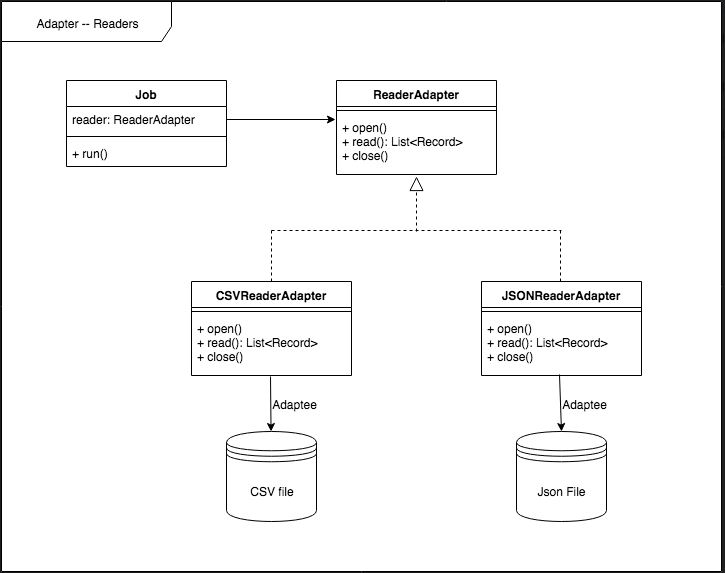 Adapter -- Readers
Job
reader: ReaderAdapter
+ run()
ReaderAdapter
+ open()
+ read(): List<Record>
+ close()
CSVReaderAdapter
+ open()
+ read(): List<Record>
+ close()
JSONReaderAdapter
+ open()
+ read(): List<Record>
+ close()
Adaptee
Adaptee
CSV file
Json File